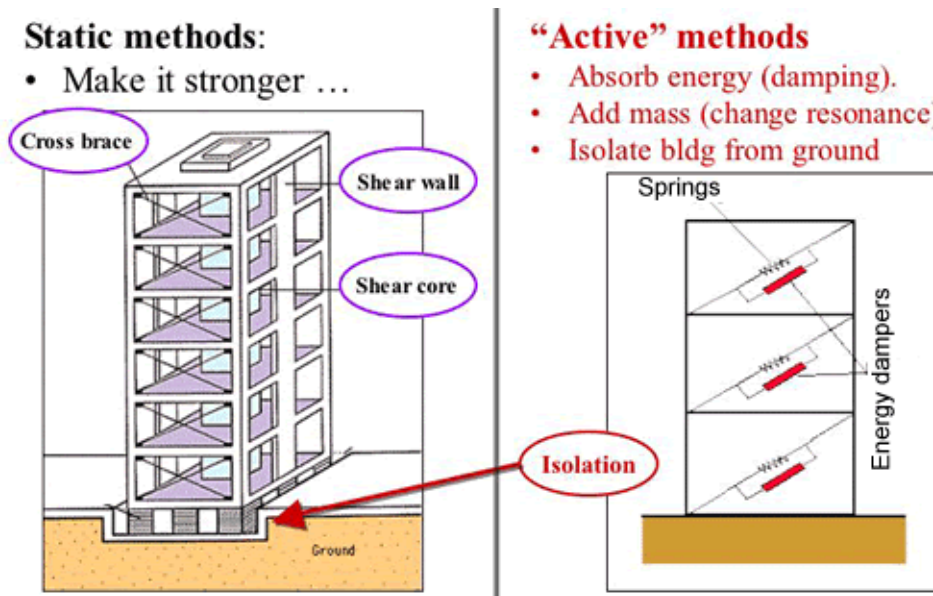 Static methods:
• Make it stronger …
Cross brace
Shear wall
Shear core
Ground
Isolation
“Active” methods
• Absorb energy (damping).
• Add mass (change resonance)
• Isolate bldg from ground
Springs
Energy dampers